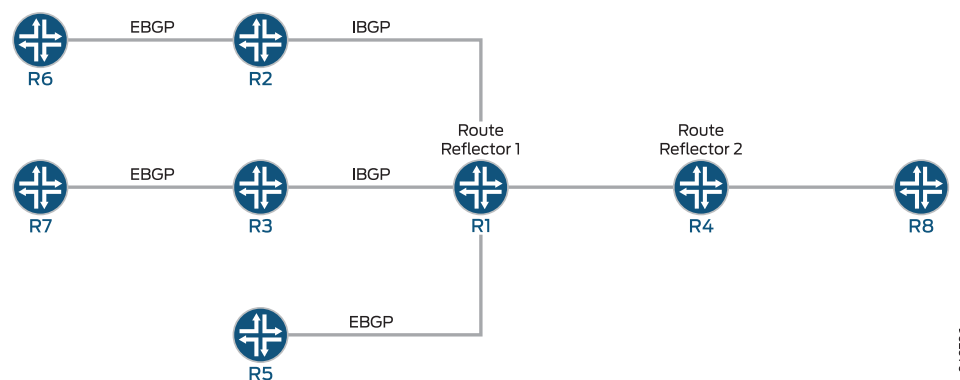 EBGP
IBGP
R6
R2
Route
Reflector 1
Route
Reflector 2
EBGP
IBGP
R7
R3
R1
R4
R8
EBGP
R5